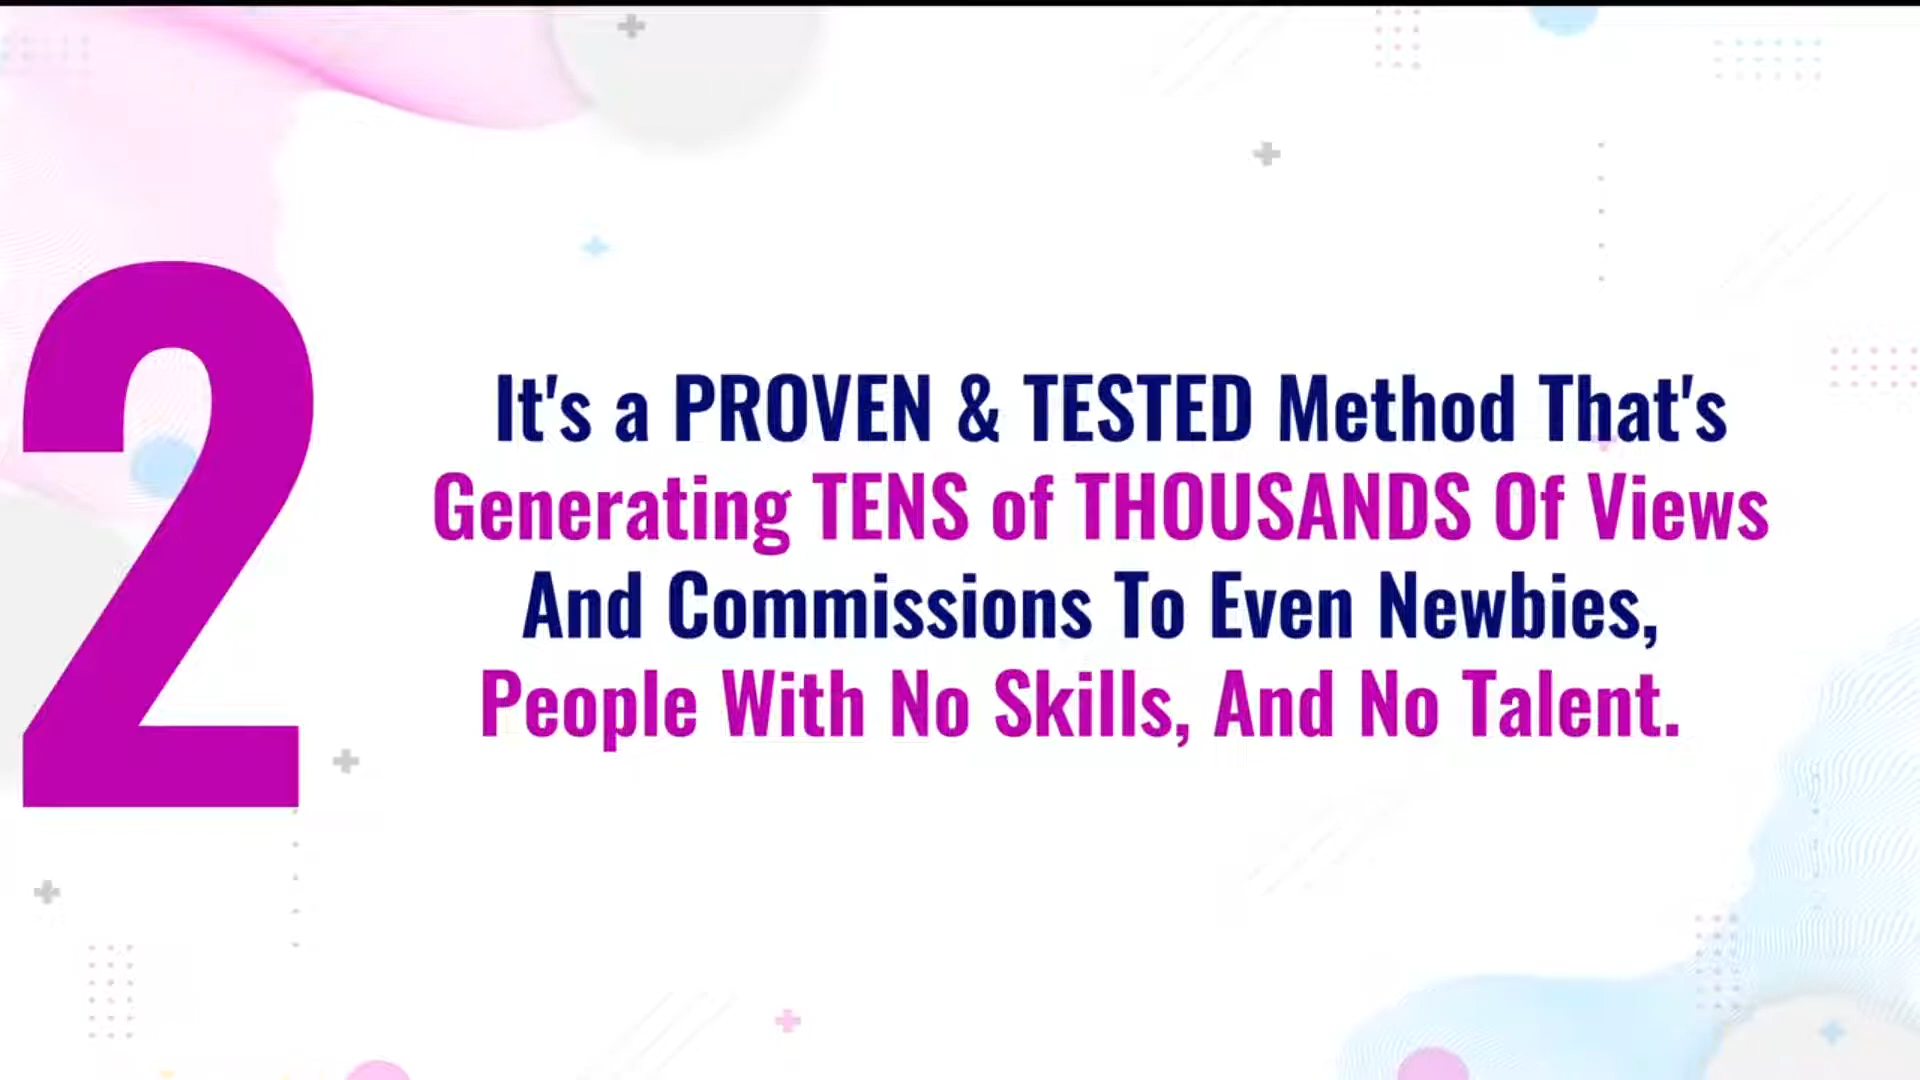 2
It's a PROVEN & TESTED Method That's
Generating TENS of THOUSANDS Of Views
And Commissions To Even Newbies,
People With No Skills, And No Talent.